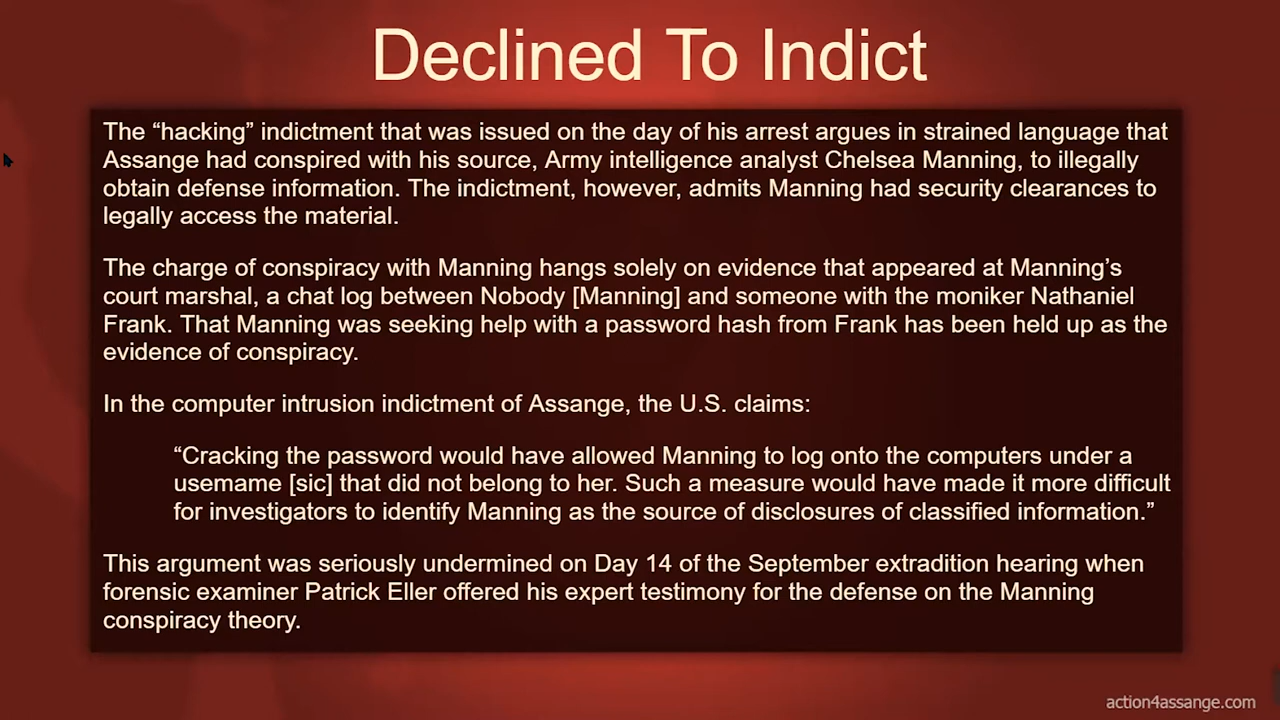 Declined To Indict
The “hacking” indictment that was issued on the day of his arrest argues in strained language that
Assange had conspired with his source, Army intelligence analyst Chelsea Manning, to illegally
obtain defense information. The indictment, however, admits Manning had security clearances to
legally access the material.
The charge of conspiracy with Manning hangs solely on evidence that appeared at Manning’s
court marshal, a chat log between Nobody [Manning] and someone with the moniker Nathaniel
Frank. That Manning was seeking help with a password hash from Frank has been held up as the
evidence of conspiracy.
In the computer intrusion indictment of Assange, the U.S. claims:
“Cracking the password would have allowed Manning to log onto the computers under a
usemame [sic] that did not belong to her. Such a measure would have made it more difficult
for investigators to identify Manning as the source of disclosures of classified information.”
This argument was seriously undermined on Day 14 of the September extradition hearing when
forensic examiner Patrick Eller offered his expert testimony for the defense on the Manning
conspiracy theory.
action4assange.com